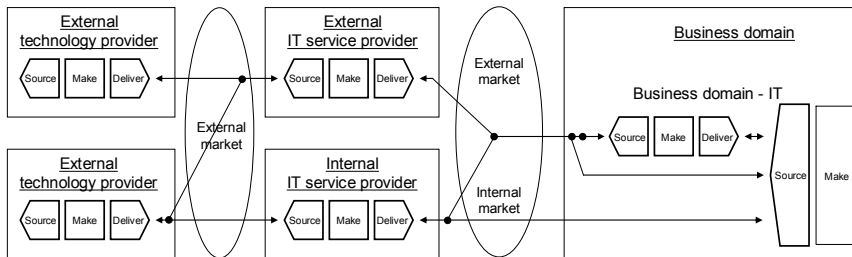 External
technology provider
Source Make Deliver
External
IT service provider
Source Make Deliver
External
market
Business domain
Business domain - IT
Source Make Deliver
Source
Make
External
market
External
technology provider
Source Make Deliver
Internal
IT service provider
Source Make Deliver
Internal
market